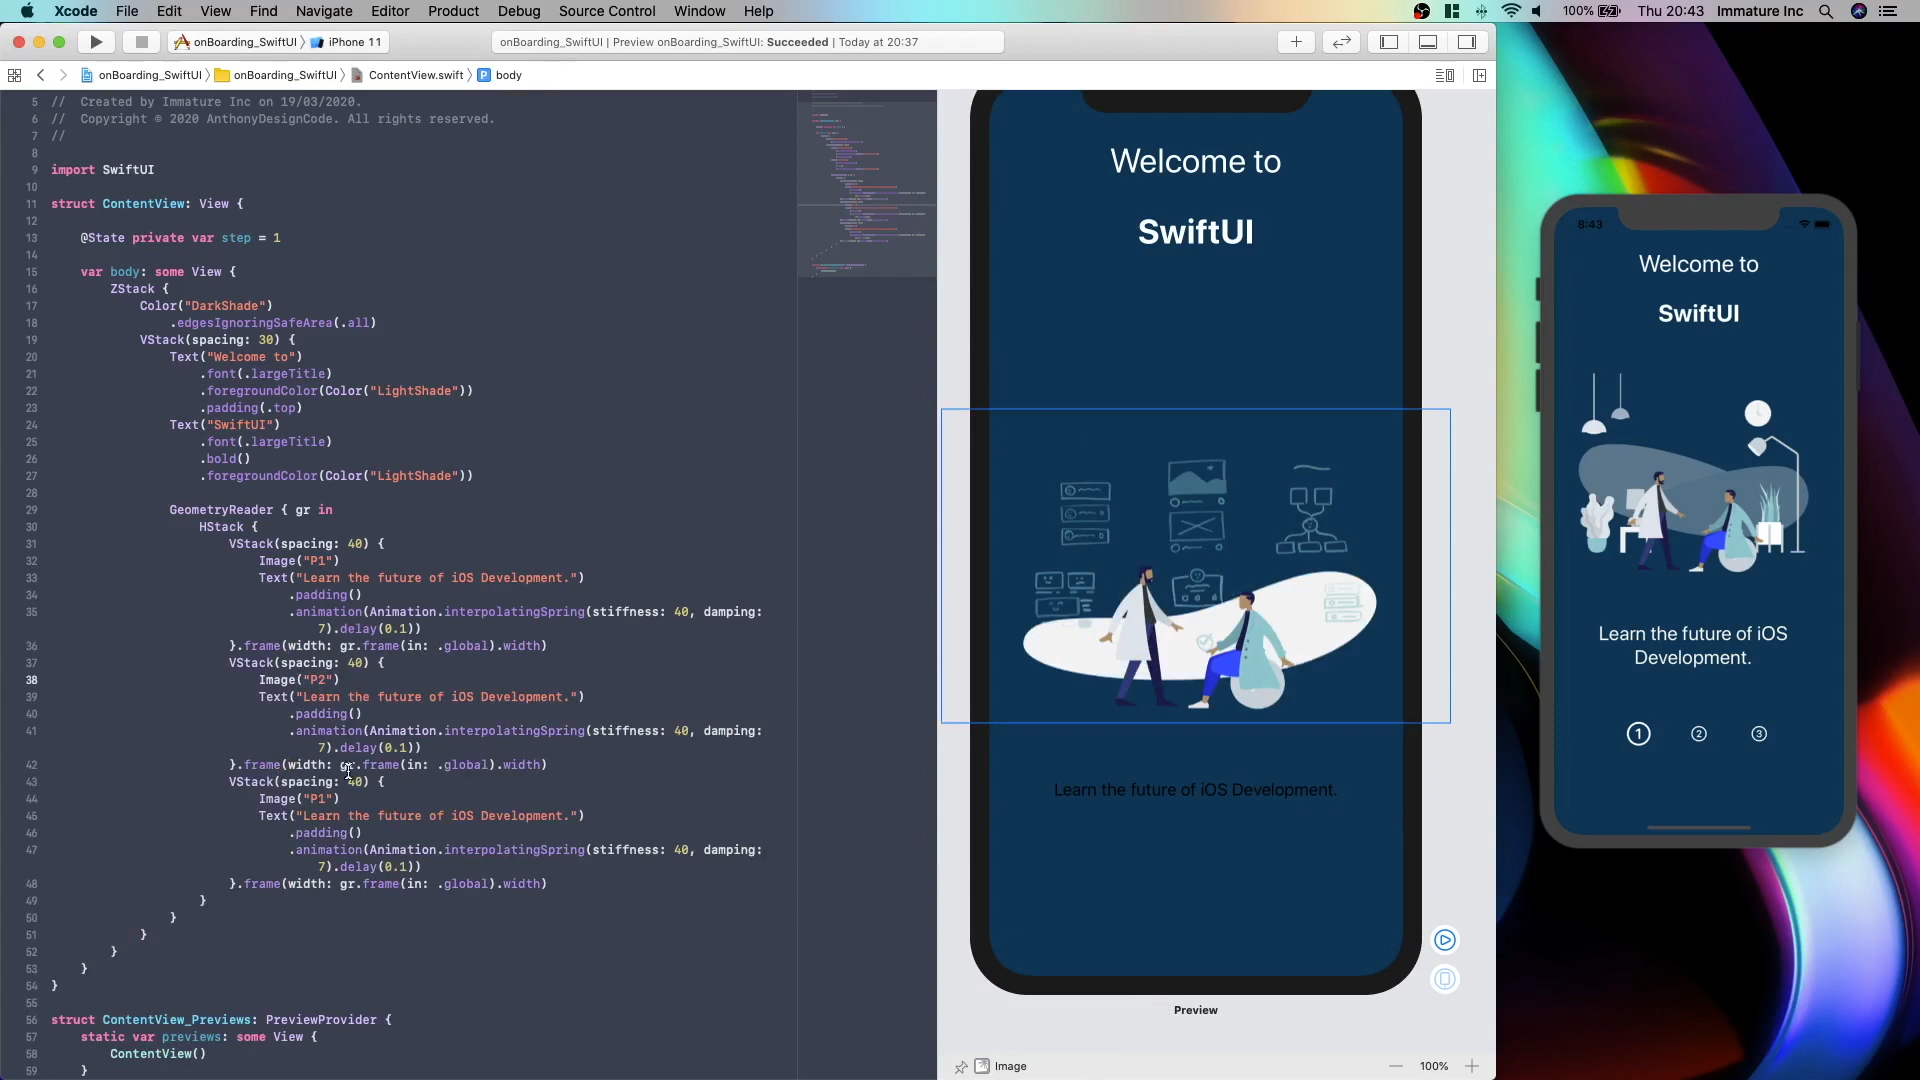 Xcode File Edit View Find Navigate Editor Product Debug Source Control Window Help
100% Thu 20:43 Immature Inc
onBoarding_SwiftUI iPhone 11
onBoarding_SwiftUI | Preview onBoarding_SwiftUI: Succeeded | Today at 20:37
onBoarding_SwiftUI onBoarding_SwiftUI ContentView.swift P body
5 // Created by Immature Inc on 19/03/2020.
6 // Copyright © 2020 AnthonyDesignCode. All rights reserved.
7 //
8
9 import SwiftUI
10
11 struct ContentView: View {
12
13 @State private var step = 1
14
15 var body: some View {
16 ZStack {
17 Color("DarkShade")
18 .edgesIgnoringSafeArea(.all)
19 VStack(spacing: 30) {
20 Text("Welcome to")
21 .font(.largeTitle)
22 .foregroundColor(Color("LightShade"))
23 .padding(.top)
24 Text("SwiftUI")
25 .font(.largeTitle)
26 .bold()
27 .foregroundColor(Color("LightShade"))
28
29 GeometryReader { gr in
30 HStack {
31 VStack(spacing: 40) {
32 Image("P1")
33 Text("Learn the future of iOS Development.")
34 .padding()
35 .animation(Animation.interpolatingSpring(stiffness: 40, damping:
7).delay(0.1))
36 }.frame(width: gr.frame(in: .global).width)
37 VStack(spacing: 40) {
38 Image("P2")
39 Text("Learn the future of iOS Development.")
40 .padding()
41 .animation(Animation.interpolatingSpring(stiffness: 40, damping:
7).delay(0.1))
42 }.frame(width: gr.frame(in: .global).width)
43 VStack(spacing: 40) {
44 Image("P1")
45 Text("Learn the future of iOS Development.")
46 .padding()
47 .animation(Animation.interpolatingSpring(stiffness: 40, damping:
7).delay(0.1))
48 }.frame(width: gr.frame(in: .global).width)
49 }
50 }
51 }
52 }
53 }
54 }
55
56 struct ContentView_Previews: PreviewProvider {
57 static var previews: some View {
58 ContentView()
59 }
Welcome to
SwiftUI
Learn the future of iOS Development.
Preview
Image
100%
8:43
Welcome to
SwiftUI
Learn the future of iOS
Development.
1 2 3